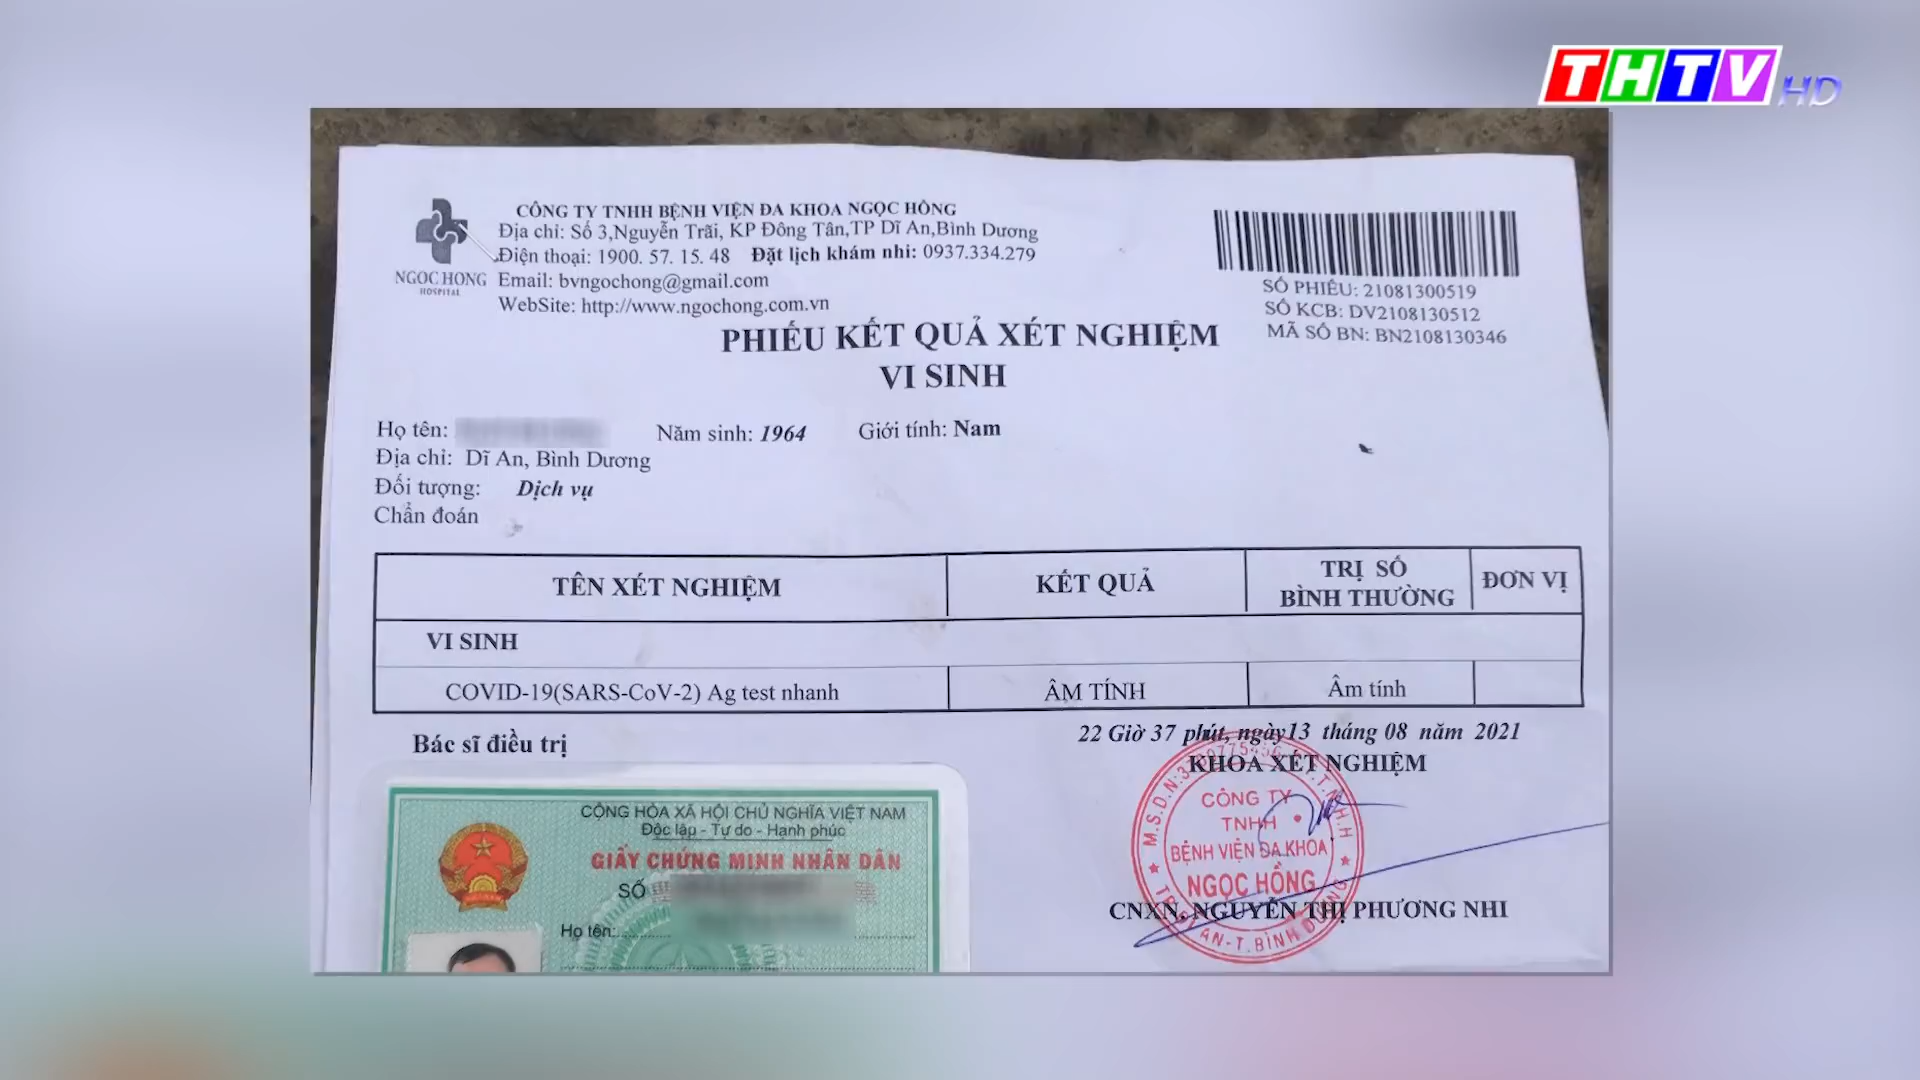 THTV HD
CÔNG TY TNHH BỆNH VIỆN ĐA KHOA NGỌC HỒNG
Địa chỉ: Số 3,Nguyễn Trãi, KP Đông Tân,TP Dĩ An,Bình Dương
Điện thoại: 1900. 57. 15. 48 Đặt lịch khám nhi: 0937.334.279
Email: bvngochong@gmail.com
WebSite: http://www.ngochong.com.vn
NGOC HONG
HOSPITAL
SỐ PHIẾU: 21081300519
SỐ KCB: DV2108130512
MÃ SỐ BN: BN2108130346
PHIẾU KẾT QUẢ XÉT NGHIỆM
VI SINH
Họ tên: Năm sinh: 1964 Giới tính: Nam
Địa chỉ: Dĩ An, Bình Dương
Đối tượng: Dịch vụ
Chẩn đoán
TÊN XÉT NGHIỆM KẾT QUẢ TRỊ SỐ BÌNH THƯỜNG ĐƠN VỊ
VI SINH
COVID-19(SARS-CoV-2) Ag test nhanh ÂM TÍNH Âm tính
22 Giờ 37 phút, ngày13 tháng 08 năm 2021
Bác sĩ điều trị
KHOA XÉT NGHIỆM
CÔNG TY
TNHH
BỆNH VIỆN ĐA KHOA
NGỌC HỒNG
CNXN. NGUYỄN THỊ PHƯƠNG NHI
CỘNG HÒA XÃ HỘI CHỦ NGHĨA VIỆT NAM
Độc lập - Tự do - Hạnh phúc
GIẤY CHỨNG MINH NHÂN DÂN
SỐ
Họ tên: